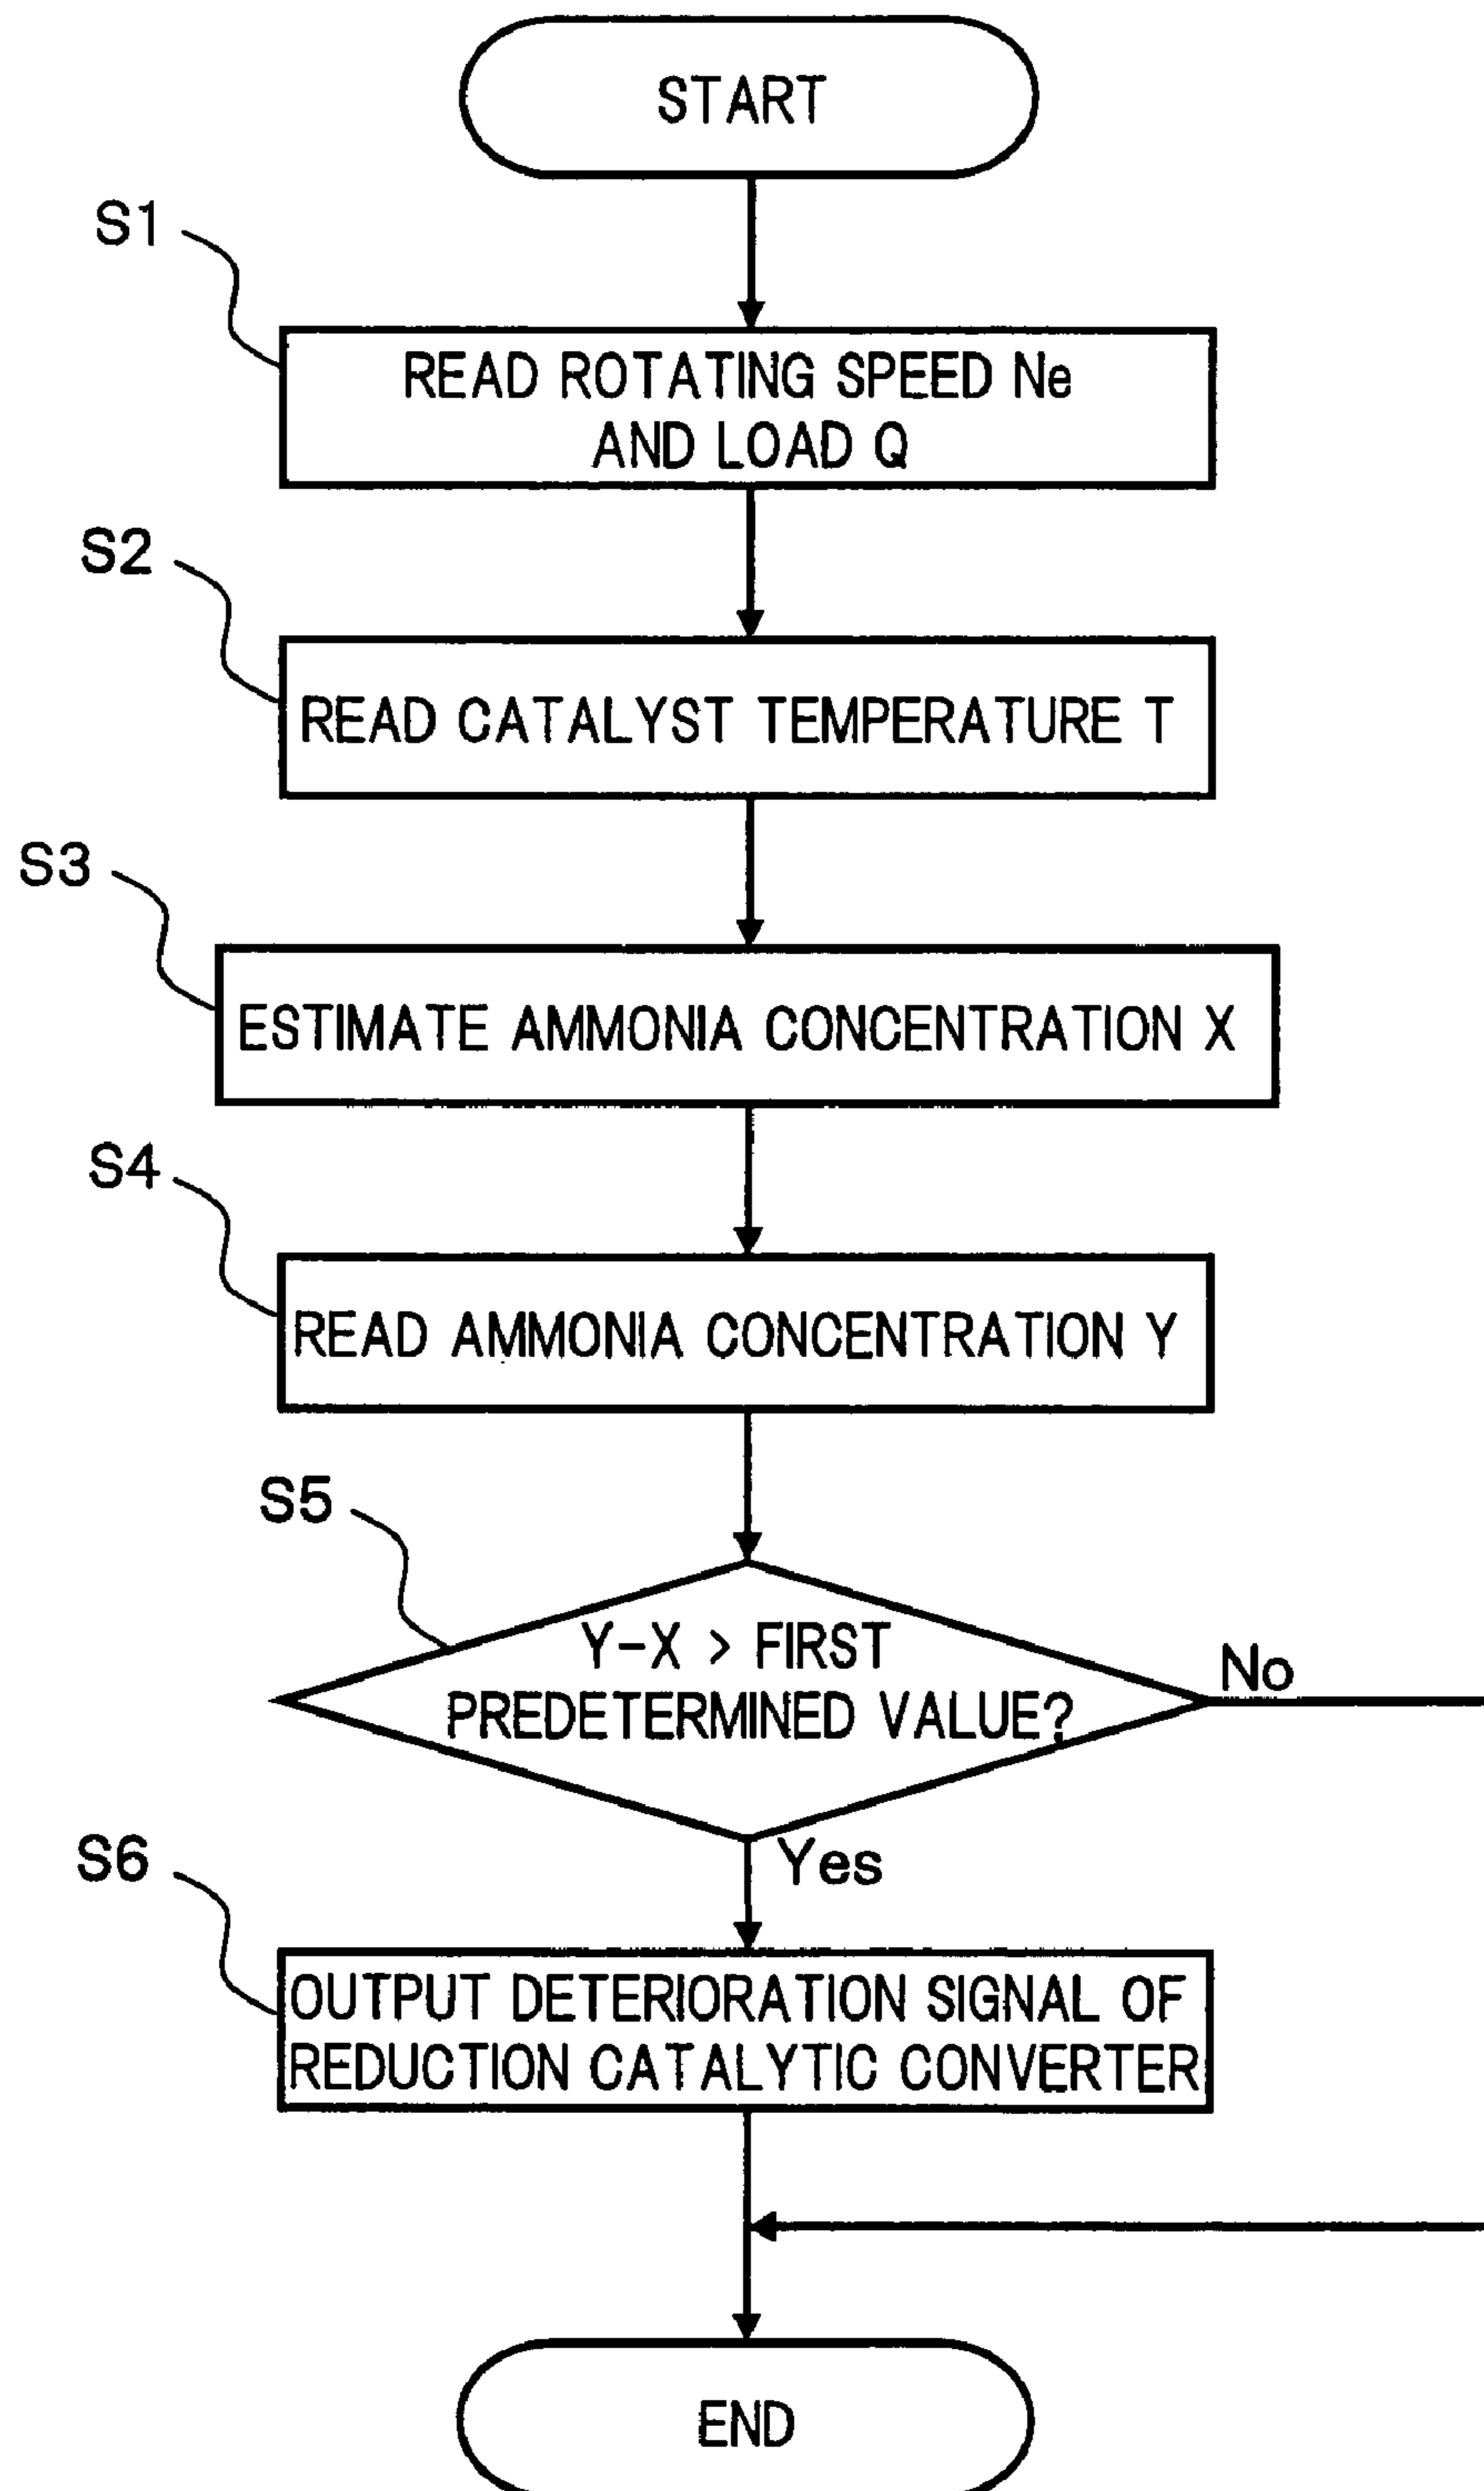 START
S1
READ ROTATING SPEED Ne
AND LOAD Q
S2
READ CATALYST TEMPERATURE T
S3
ESTIMATE AMMONIA CONCENTRATION X
S4
READ AMMONIA CONCENTRATION Y
S5
Y-X > FIRST
PREDETERMINED VALUE?
No
Yes
S6
OUTPUT DETERIORATION SIGNAL OF
REDUCTION CATALYTIC CONVERTER
END